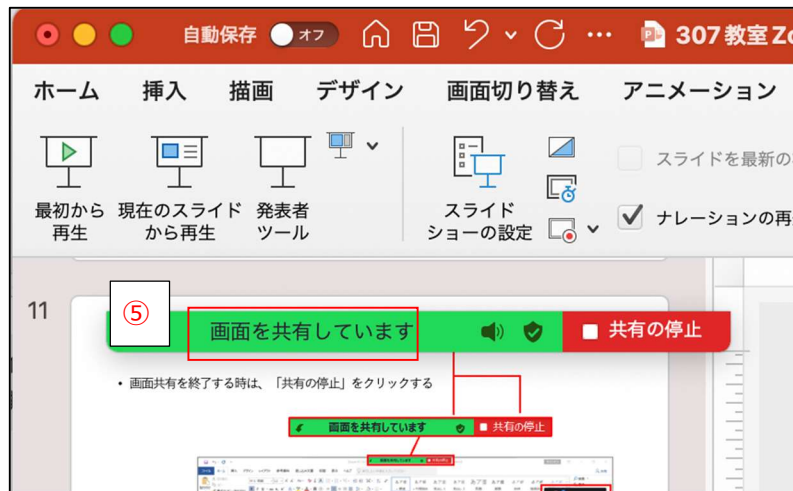 自動保存 オフ ... 307教室Zo
ホーム 挿入 描画 デザイン 画面切り替え アニメーション
最初から
再生
現在のスライド
から再生
発表者
ツール
スライド
ショーの設定
スライドを最新の
ナレーションの再
11
⑤
画面を共有しています
共有の停止
• 画面共有を終了する時は、「共有の停止」をクリックする
画面を共有しています
共有の停止